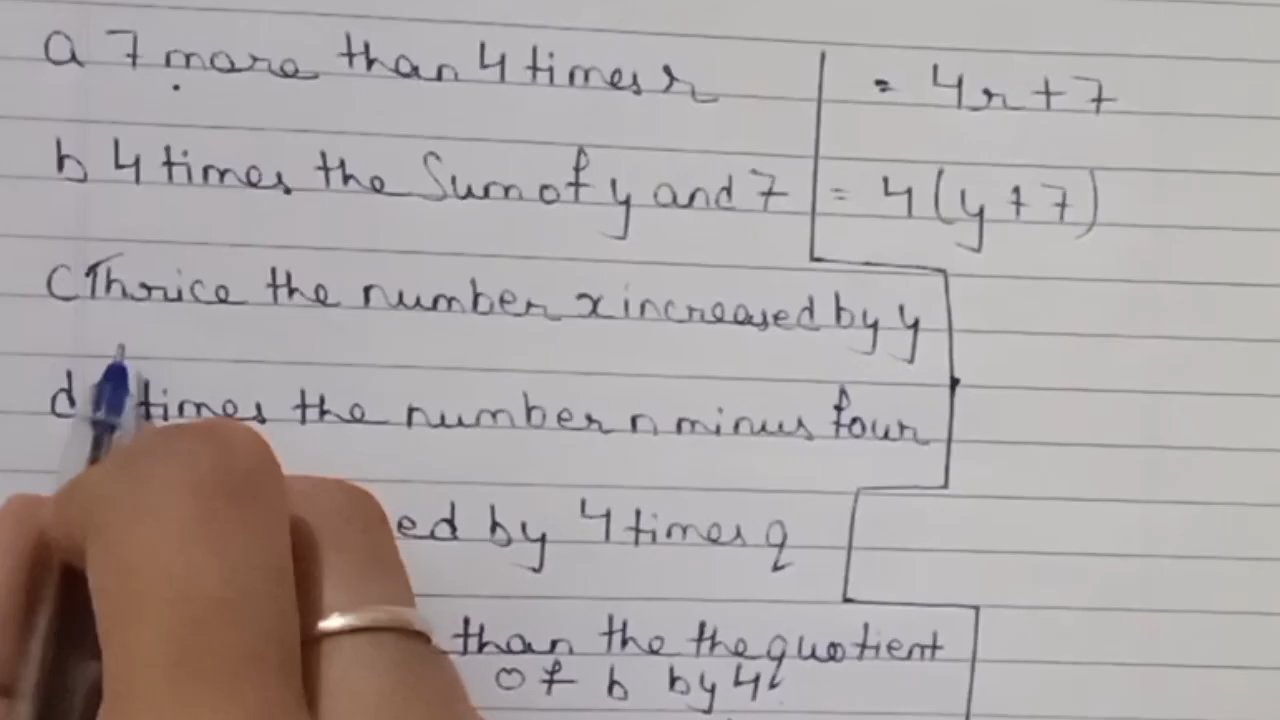 a 7 more than 4 times r = 4r+7
b 4 times the Sum of y and 7 = 4(y+7)
c Thrice the number x increased by y
d times the number n minus four
ed by 4 times q
than the the quotient
of b by 4